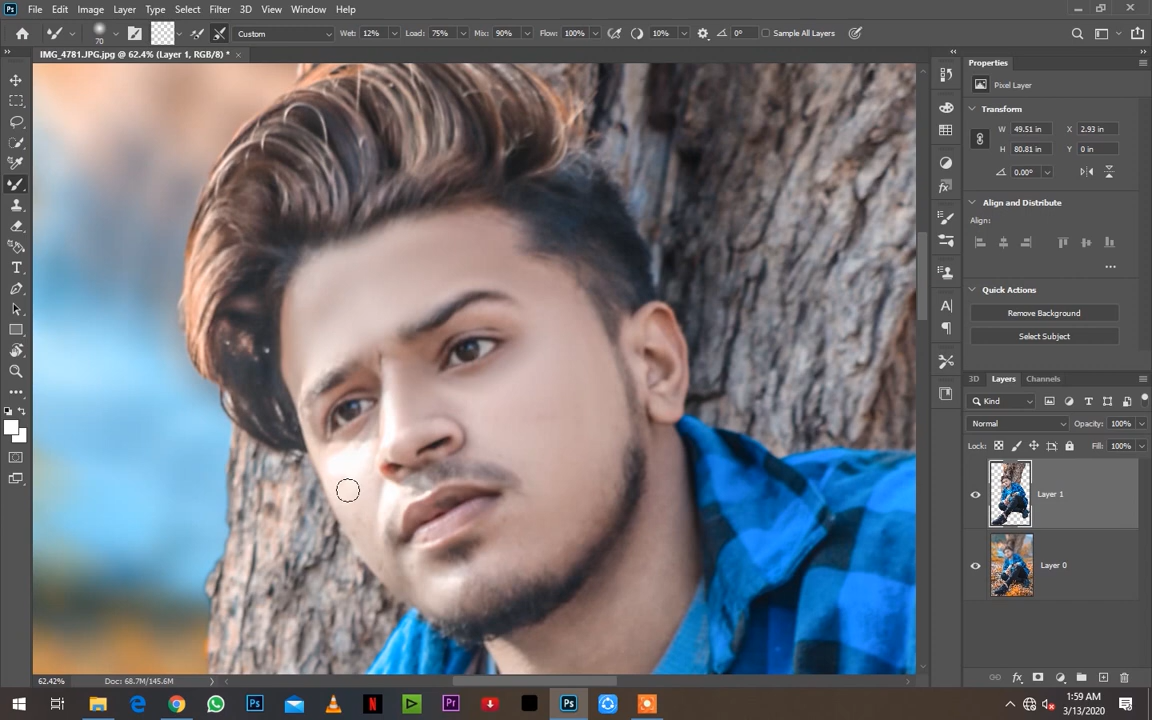 File Edit Image Layer Type Select Filter 3D View Window Help
70 Custom Wet: 12% Load: 75% Mix: 90% Flow: 100% 10% 0° Sample All Layers
IMG_4781.JPG.jpg @ 62.4% (Layer 1, RGB/8) *
Properties
Pixel Layer
Transform
W 49.51 in X 2.93 in
H 80.81 in Y 0 in
0.00°
Align and Distribute
Align:
Quick Actions
Remove Background
Select Subject
3D Layers Channels
Kind
Normal Opacity: 100%
Lock: Fill: 100%
Layer 1
Layer 0
62.42% Doc: 68.7M/145.6M
1:59 AM
3/13/2020